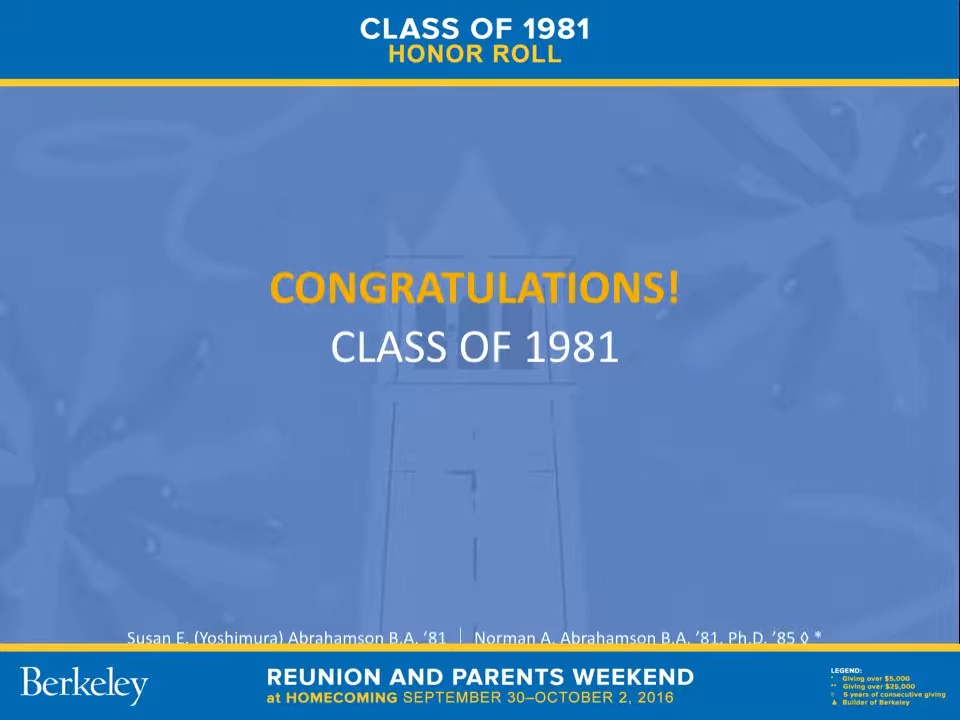 CLASS OF 1981
HONOR ROLL
CONGRATULATIONS!
CLASS OF 1981
Susan E. (Yoshimura) Abrahamson B.A. ’81 | Norman A. Abrahamson B.A. ’81, Ph.D. ’85 ◊ *
Berkeley
REUNION AND PARENTS WEEKEND
at HOMECOMING SEPTEMBER 30–OCTOBER 2, 2016
LEGEND:
* Giving over $5,000
** Giving over $25,000
◊ 5 years of consecutive giving
▲ Builder of Berkeley